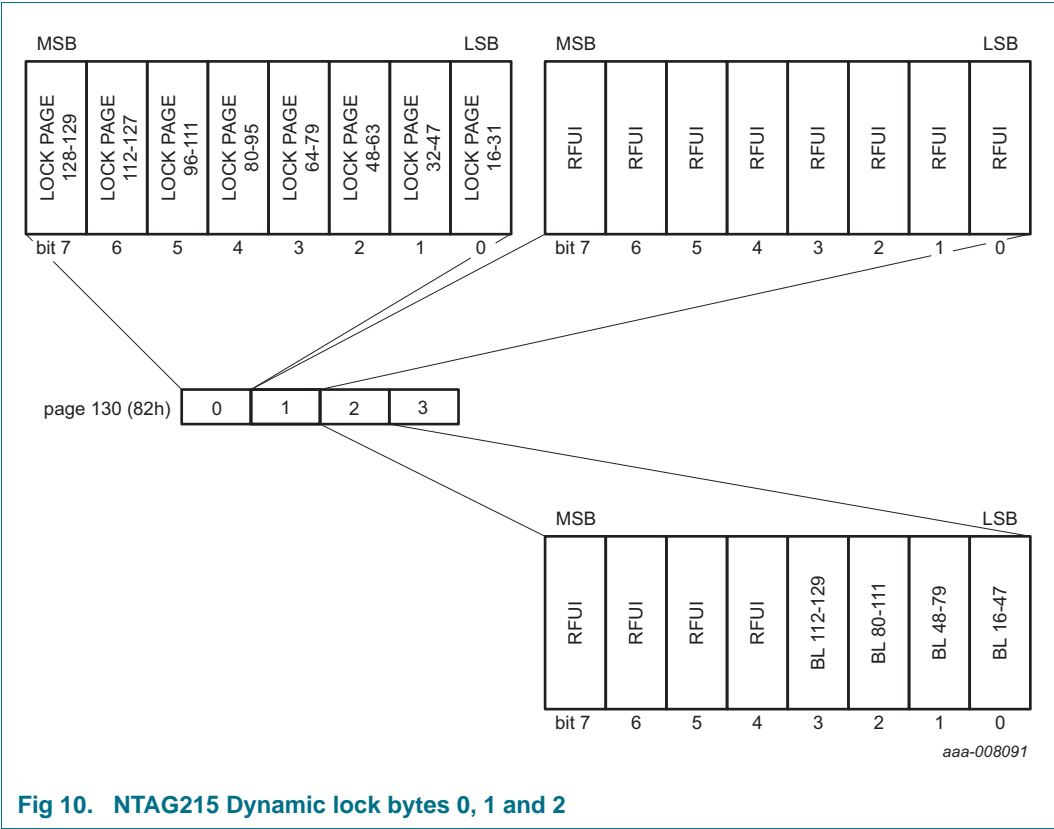 MSB LSB
LOCK PAGE 128-129
LOCK PAGE 112-127
LOCK PAGE 96-111
LOCK PAGE 80-95
LOCK PAGE 64-79
LOCK PAGE 48-63
LOCK PAGE 32-47
LOCK PAGE 16-31
bit 7 6 5 4 3 2 1 0
MSB LSB
RFUI
RFUI
RFUI
RFUI
RFUI
RFUI
RFUI
RFUI
bit 7 6 5 4 3 2 1 0
page 130 (82h) 0 1 2 3
MSB LSB
RFUI
RFUI
RFUI
RFUI
BL 112-129
BL 80-111
BL 48-79
BL 16-47
bit 7 6 5 4 3 2 1 0
aaa-008091
Fig 10. NTAG215 Dynamic lock bytes 0, 1 and 2